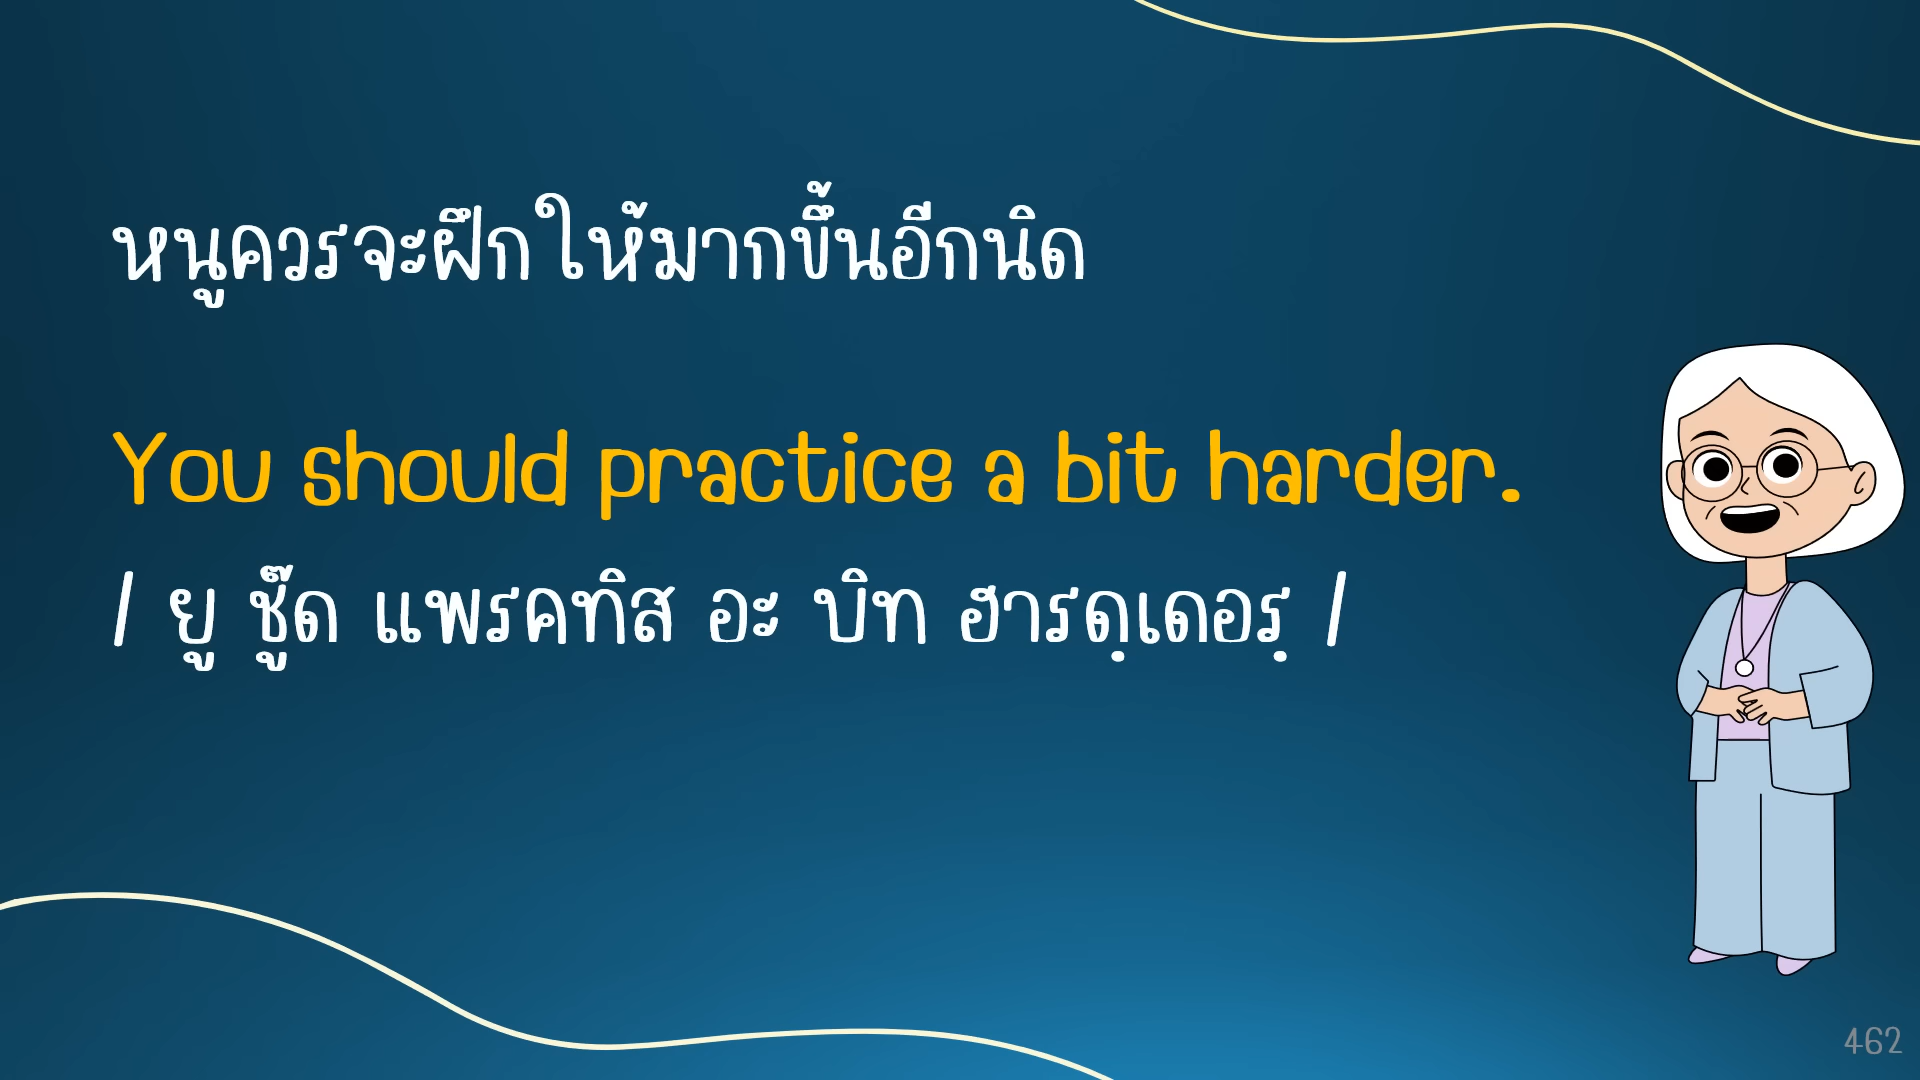 หนูควรจะฝึกให้มากขึ้นอีกนิด
You should practice a bit harder.
/ ยู ชู๊ด แพรคทิส อะ บิท ฮารดฺเดอรฺ /
462